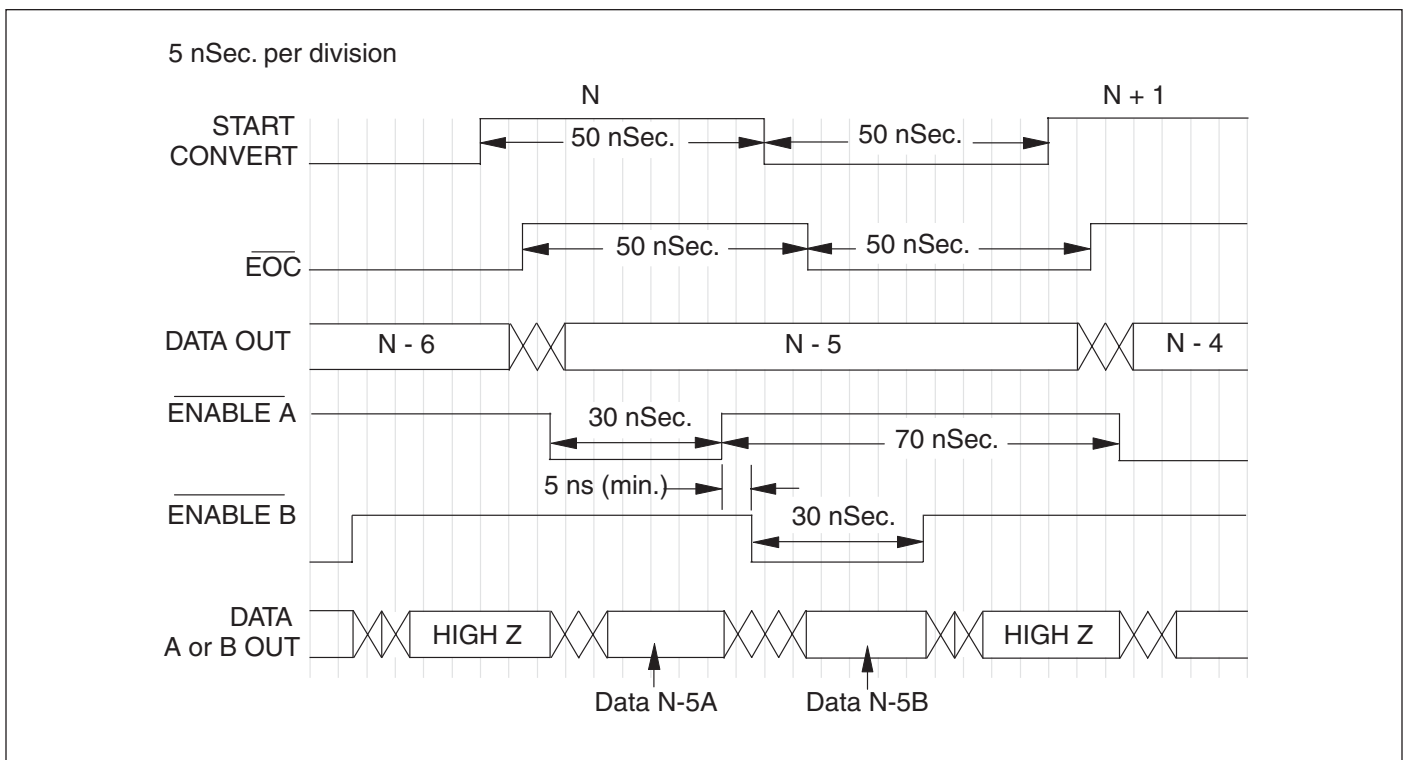 5 nSec. per division
N
N + 1
START
CONVERT
50 nSec.
50 nSec.
EOC
50 nSec.
50 nSec.
DATA OUT
N - 6
N - 5
N - 4
ENABLE A
30 nSec.
70 nSec.
5 ns (min.)
ENABLE B
30 nSec.
DATA
A or B OUT
HIGH Z
HIGH Z
Data N-5A
Data N-5B